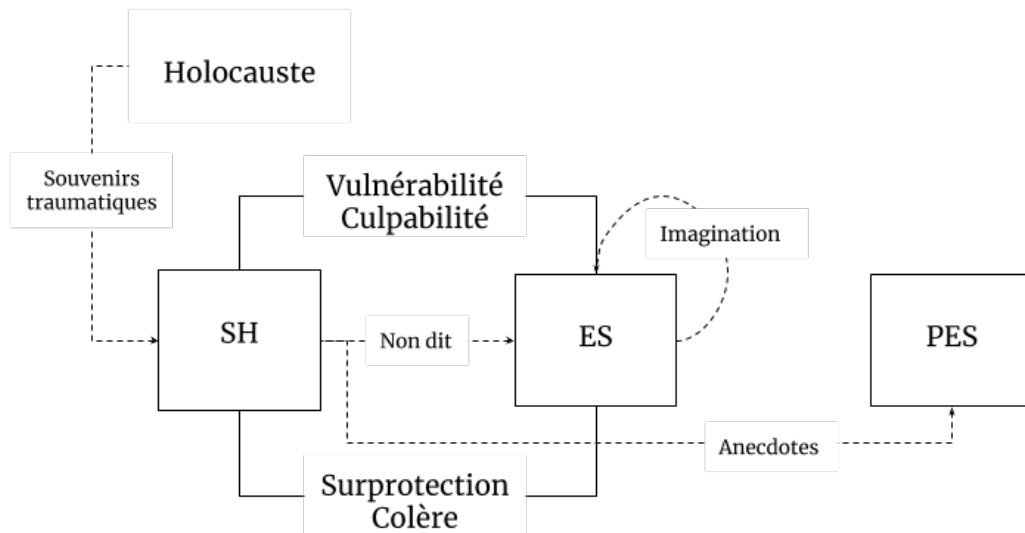 Holocauste
Souvenirs
traumatiques
Vulnérabilité
Culpabilité
Imagination
SH
Non dit
ES
PES
Anecdotes
Surprotection
Colère